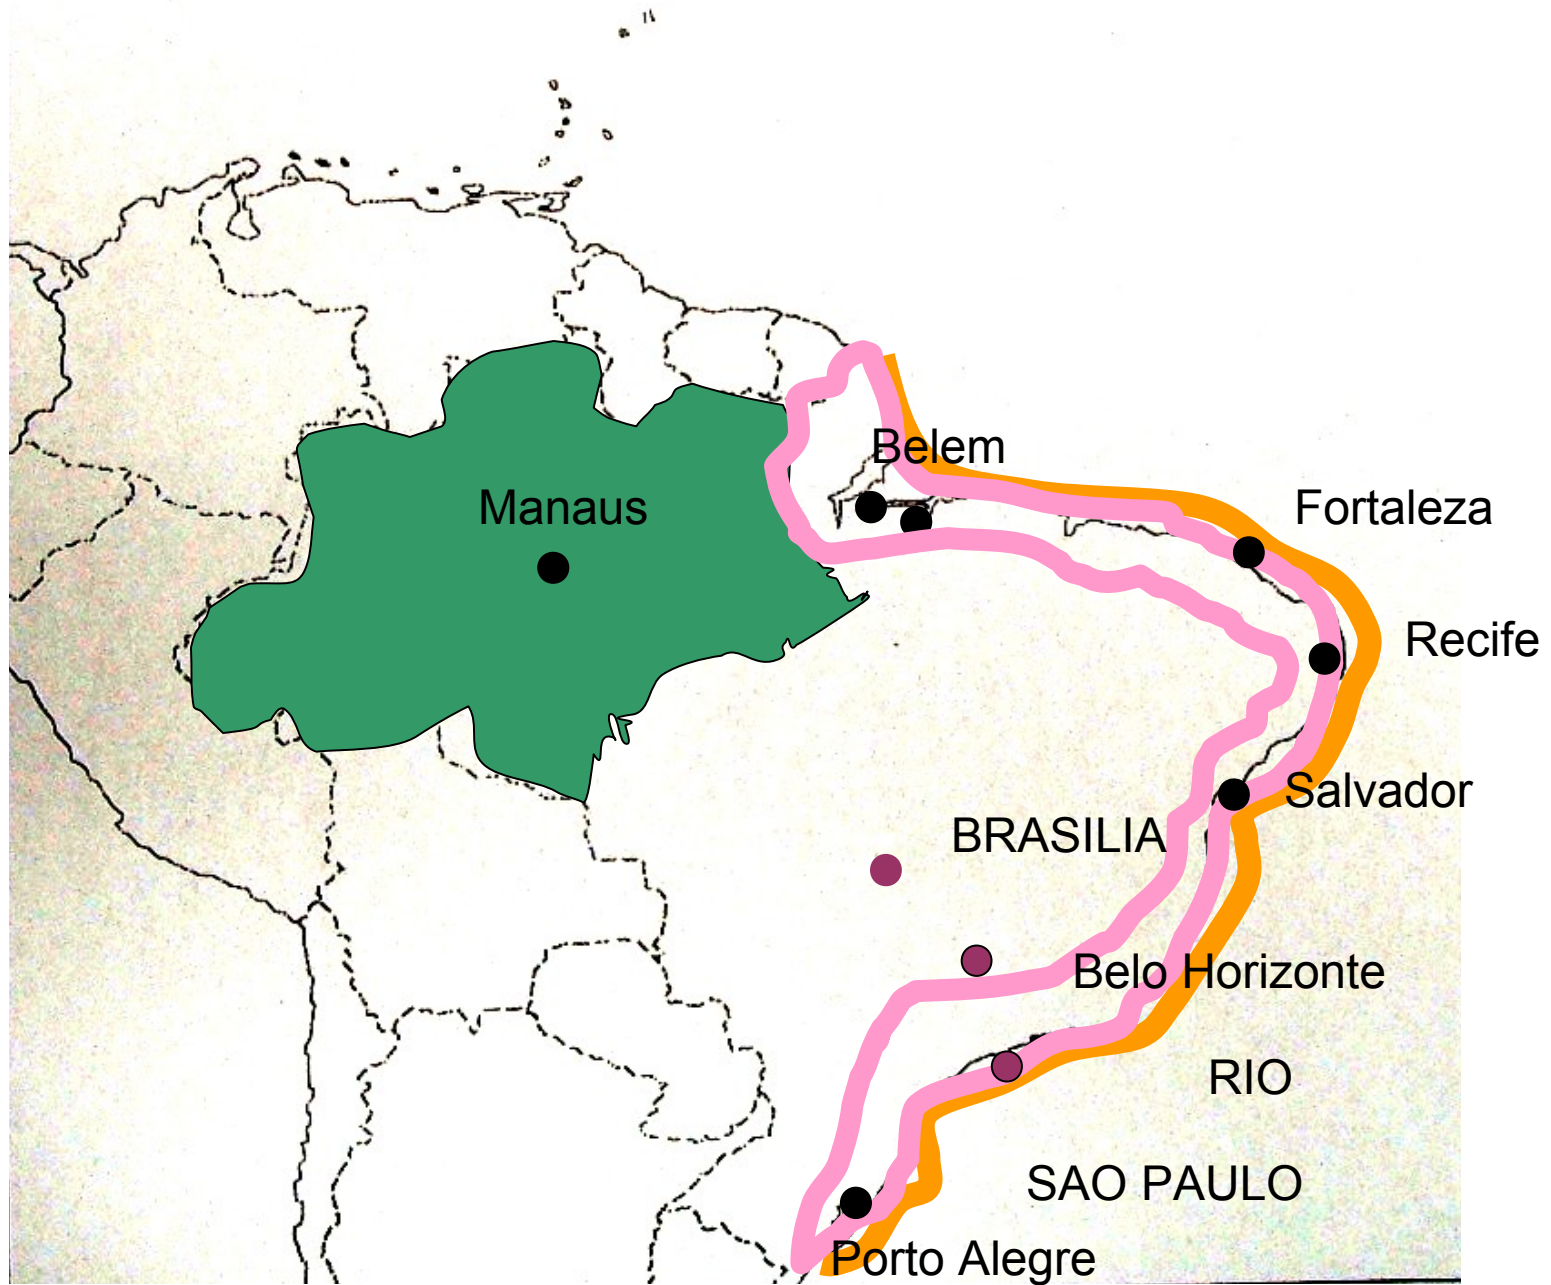 Belem
Manaus
Fortaleza
Recife
Salvador
BRASILIA
Belo Horizonte
RIO
SAO PAULO
Porto Alegre